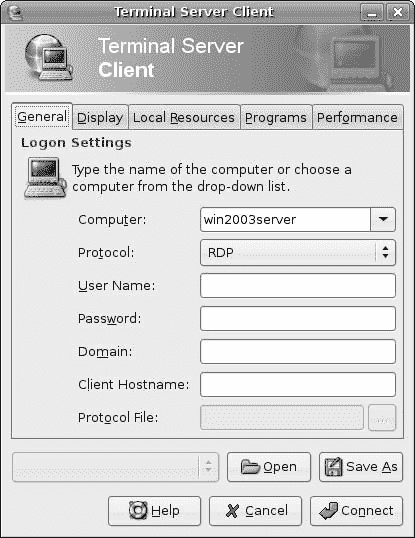 Terminal Server Client
Terminal Server
Client
General Display Local Resources Programs Performance
Logon Settings
Type the name of the computer or choose a
computer from the drop-down list.
Computer: win2003server
Protocol: RDP
User Name:
Password:
Domain:
Client Hostname:
Protocol File: ...
Open Save As
Help Cancel Connect